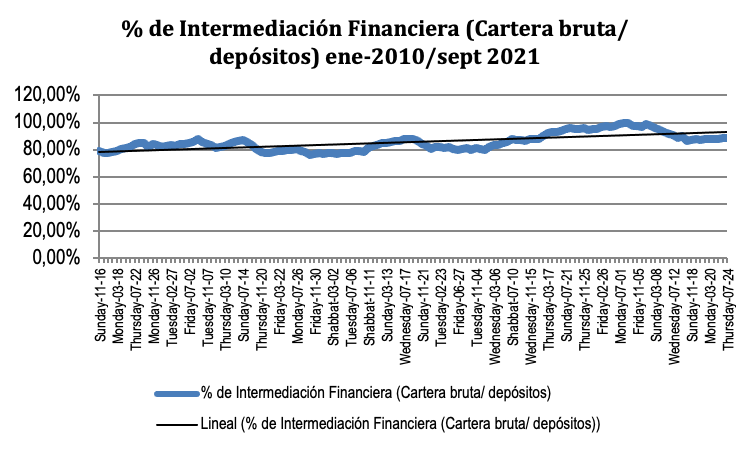 % de Intermediación Financiera (Cartera bruta/
depósitos) ene-2010/sept 2021
120,00%
100,00%
80,00%
60,00%
40,00%
20,00%
0,00%
Sunday-11-16
Monday-03-18
Thursday-07-22
Monday-11-26
Tuesday-02-27
Friday-07-02
Tuesday-11-07
Wednesday-03-10
Sunday-07-14
Thursday-11-20
Friday-03-22
Monday-07-26
Friday-11-30
Shabbat-03-02
Tuesday-07-06
Shabbat-11-11
Sunday-03-13
Wednesday-07-17
Sunday-11-21
Tuesday-02-23
Friday-06-27
Tuesday-11-04
Wednesday-03-06
Shabbat-07-10
Wednesday-11-15
Thursday-03-17
Sunday-07-21
Thursday-11-25
Friday-02-26
Monday-07-01
Friday-11-05
Sunday-03-08
Wednesday-07-12
Sunday-11-18
Monday-03-20
Thursday-07-24
% de Intermediación Financiera (Cartera bruta/ depósitos)
Lineal (% de Intermediación Financiera (Cartera bruta/ depósitos))